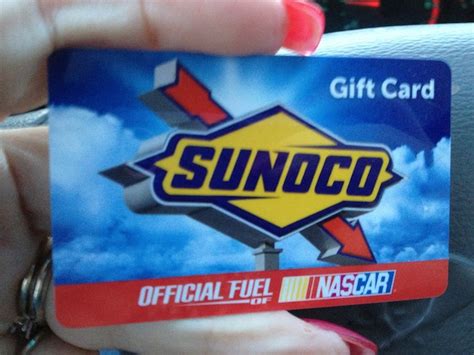 Gift Card
SUNOCO
OFFICIAL FUEL OF NASCAR